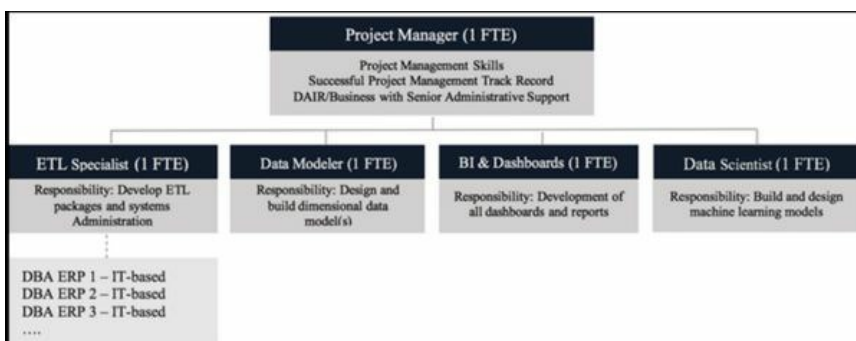 Project Manager (1 FTE)
Project Management Skills
Successful Project Management Track Record
DAIR/Business with Senior Administrative Support
ETL Specialist (1 FTE)
Responsibility: Develop ETL
packages and systems
Administration
Data Modeler (1 FTE)
Responsibility: Design and
build dimensional data
model(s)
BI & Dashboards (1 FTE)
Responsibility: Development of
all dashboards and reports
Data Scientist (1 FTE)
Responsibility: Build and design
machine learning models
DBA ERP 1 – IT-based
DBA ERP 2 – IT-based
DBA ERP 3 – IT-based
....